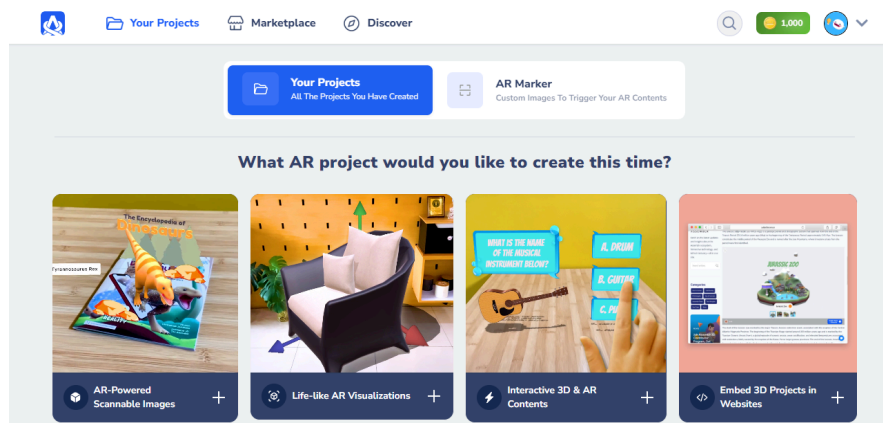 Your Projects
Marketplace
Discover
1,000
Your Projects
All The Projects You Have Created
AR Marker
Custom Images To Trigger Your AR Contents
What AR project would you like to create this time?
The Encyclopedia of
Dinosaurs
Tyrannosaurus Rex
WHAT IS THE NAME
OF THE MUSICAL
INSTRUMENT BELOW?
A. DRUM
B. GUITAR
JURASSIC ZOO
Categories
AR-Powered
Scannable Images
Life-like AR Visualizations
Interactive 3D & AR
Contents
Embed 3D Projects in
Websites